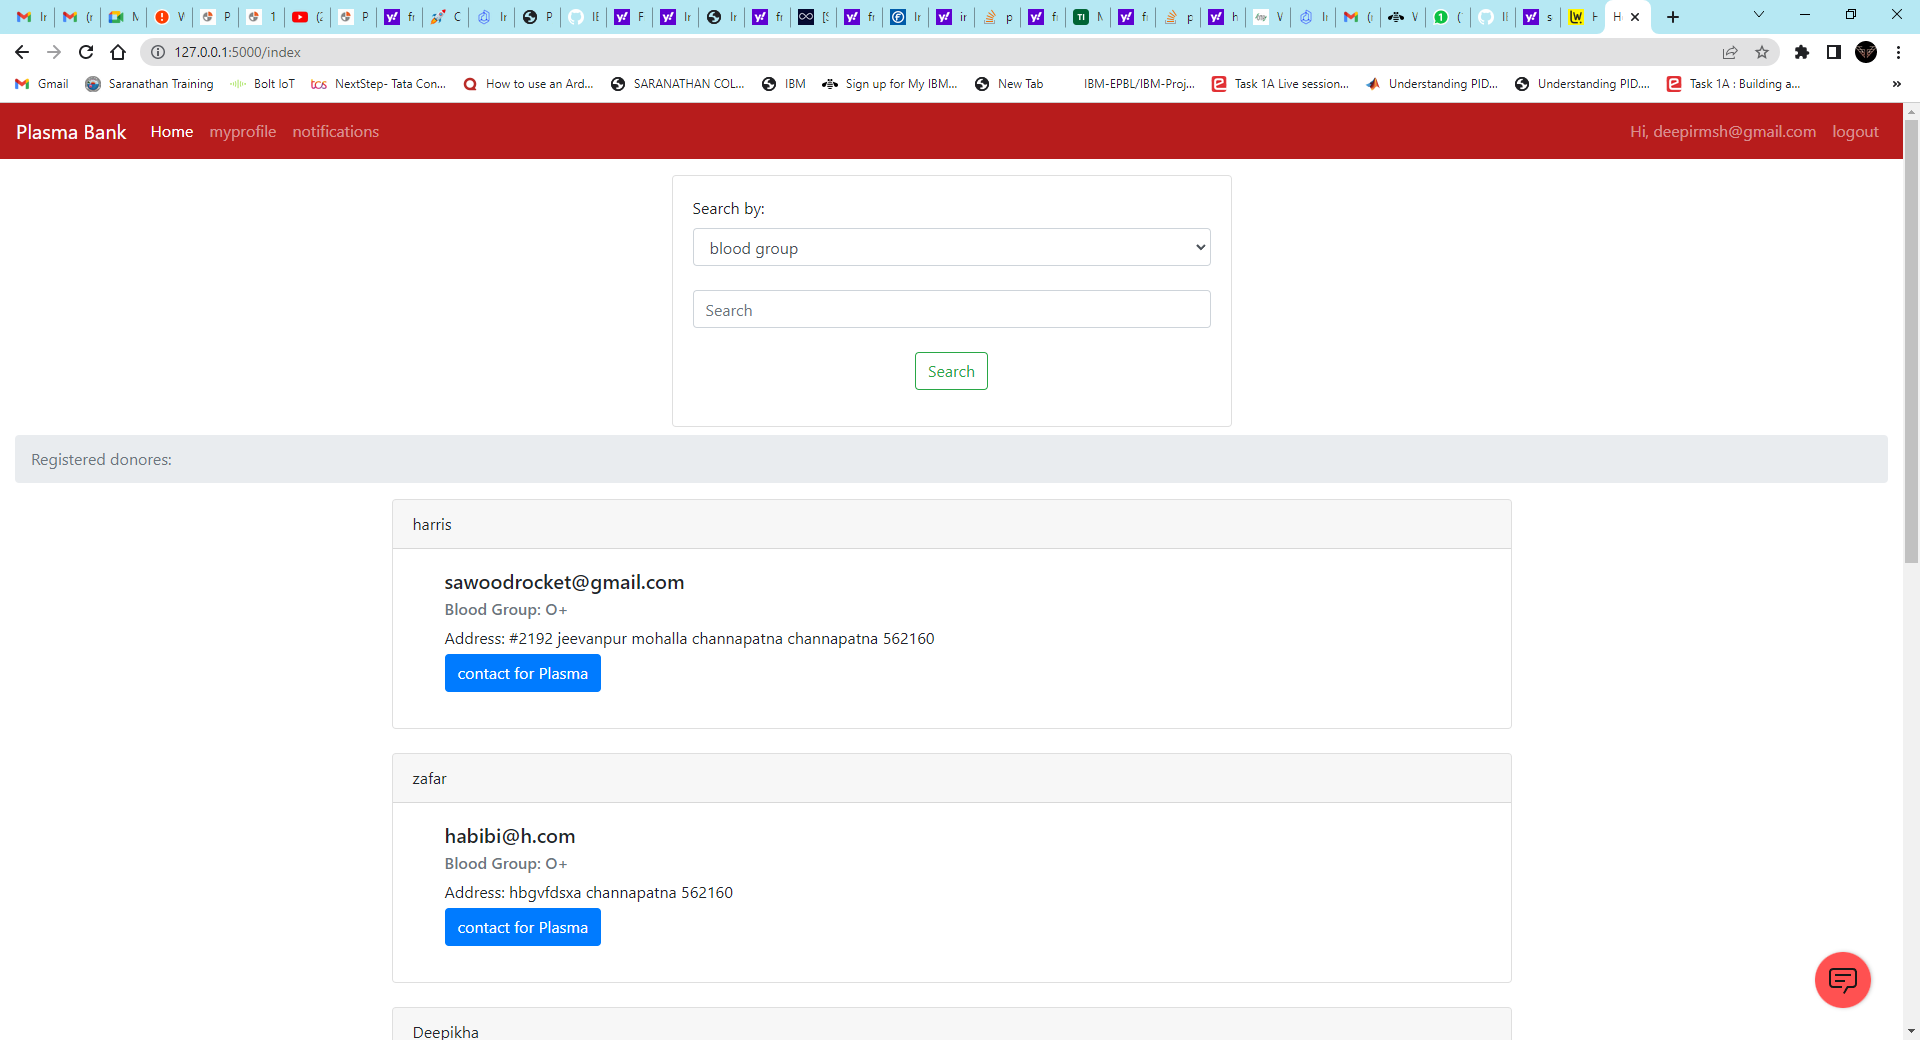 127.0.0.1:5000/index
Gmail
Saranathan Training
Bolt IoT
NextStep- Tata Con...
How to use an Ard...
SARANATHAN COL...
IBM
Sign up for My IBM...
New Tab
IBM-EPBL/IBM-Proj...
Task 1A Live session...
Understanding PID...
Understanding PID....
Task 1A : Building a...
»
Plasma Bank Home myprofile notifications Hi, deepirmsh@gmail.com logout
Search by:
blood group
Search
Search
Registered donores:
harris
sawoodrocket@gmail.com
Blood Group: O+
Address: #2192 jeevanpur mohalla channapatna channapatna 562160
contact for Plasma
zafar
habibi@h.com
Blood Group: O+
Address: hbgvfdsxa channapatna 562160
contact for Plasma
Deepikha